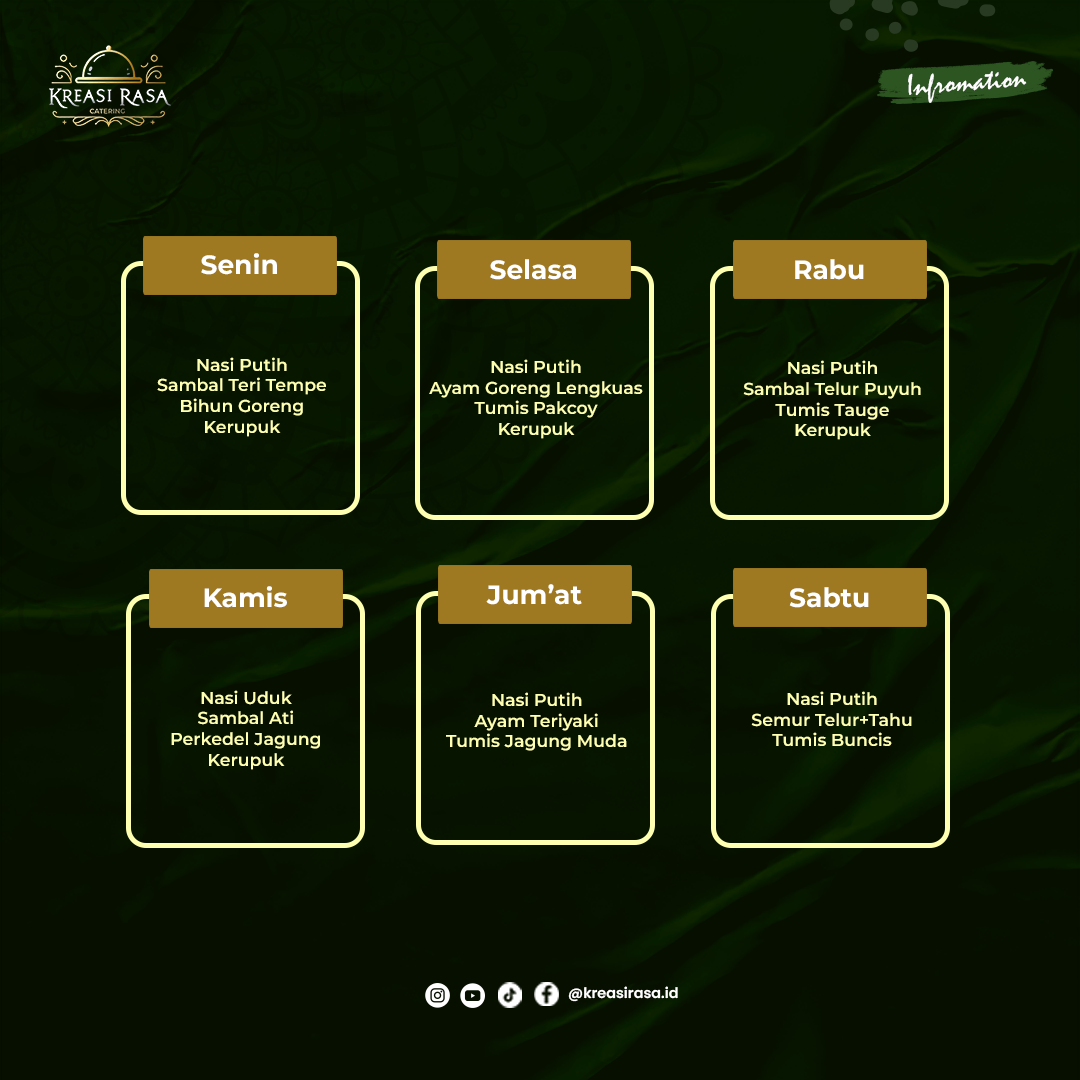 KREASI RASA
CATERING
Infromation
Senin
Nasi Putih
Sambal Teri Tempe
Bihun Goreng
Kerupuk
Selasa
Nasi Putih
Ayam Goreng Lengkuas
Tumis Pakcoy
Kerupuk
Rabu
Nasi Putih
Sambal Telur Puyuh
Tumis Tauge
Kerupuk
Kamis
Nasi Uduk
Sambal Ati
Perkedel Jagung
Kerupuk
Jum’at
Nasi Putih
Ayam Teriyaki
Tumis Jagung Muda
Sabtu
Nasi Putih
Semur Telur+Tahu
Tumis Buncis
@kreasirasa.id